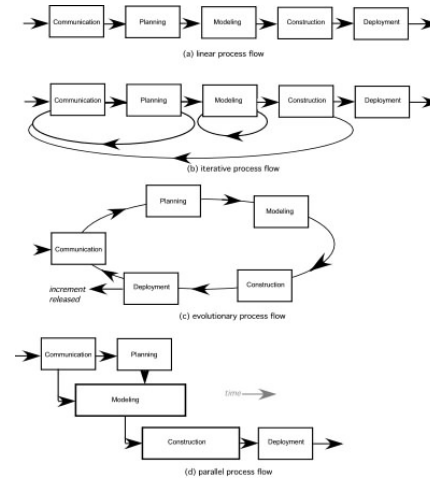 Communication Planning Modeling Construction Deployment
(a) linear process flow
Communication Planning Modeling Construction Deployment
(b) iterative process flow
Planning
Modeling
Communication
Deployment
Construction
increment
released
(c) evolutionary process flow
Communication Planning
Modeling
time
Construction Deployment
(d) parallel process flow